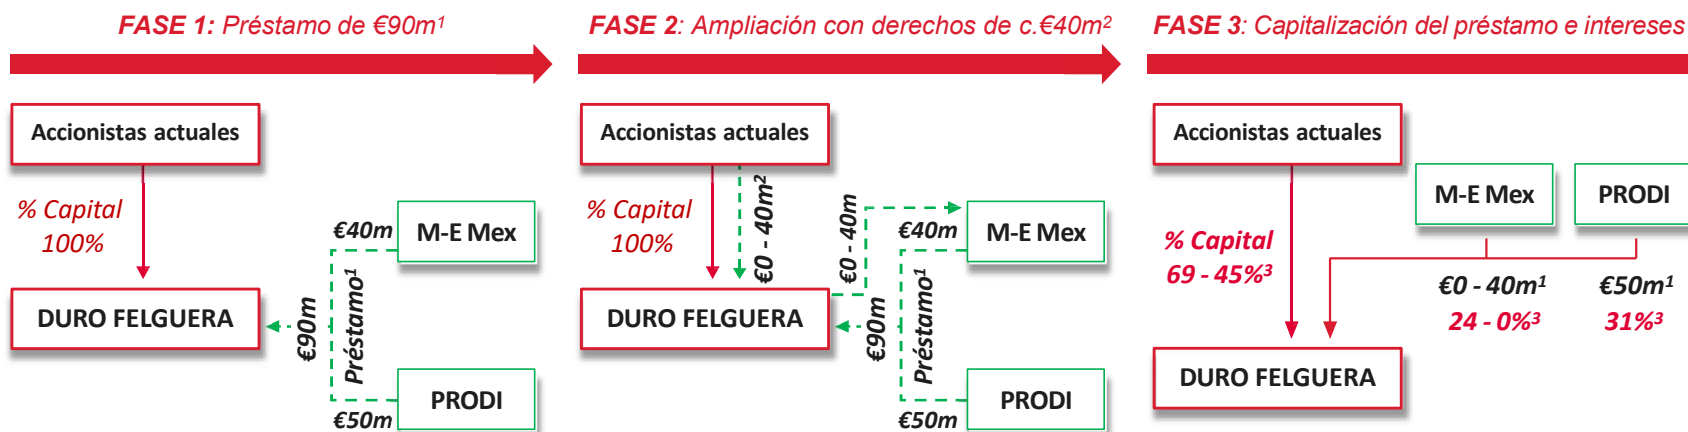 FASE 1: Préstamo de €90m¹
Accionistas actuales
% Capital
100%
€40m
M-E Mex
DURO FELGUERA
€90m
Préstamo¹
PRODI
€50m
FASE 2: Ampliación con derechos de c.€40m²
Accionistas actuales
% Capital
100%
€0 - 40m²
€0 - 40m
€40m
M-E Mex
DURO FELGUERA
€90m
Préstamo¹
PRODI
€50m
FASE 3: Capitalización del préstamo e intereses
Accionistas actuales
M-E Mex
PRODI
% Capital
69 - 45%³
€0 - 40m¹
24 - 0%³
€50m¹
31%³
DURO FELGUERA